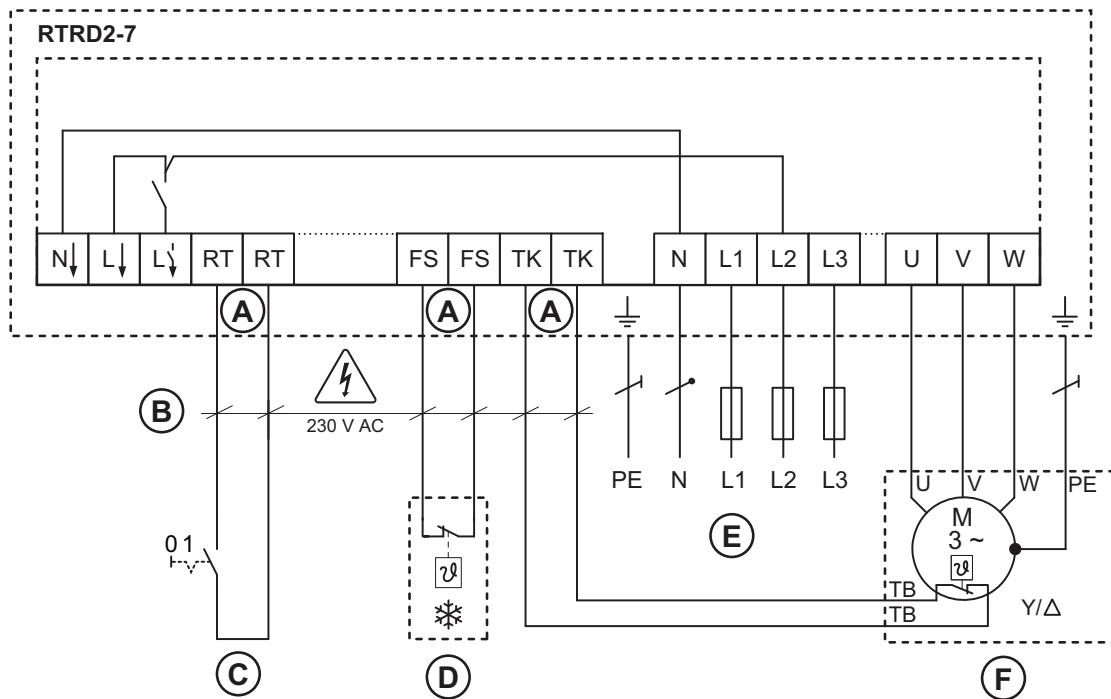 RTRD2-7
N L L RT RT FS FS TK TK N L1 L2 L3 U V W
A A A
B
230 V AC
PE N L1 L2 L3
U V W PE
E
M
3 ~
0 1
ϑ
ϑ
TB
TB
Y/Δ
C D F